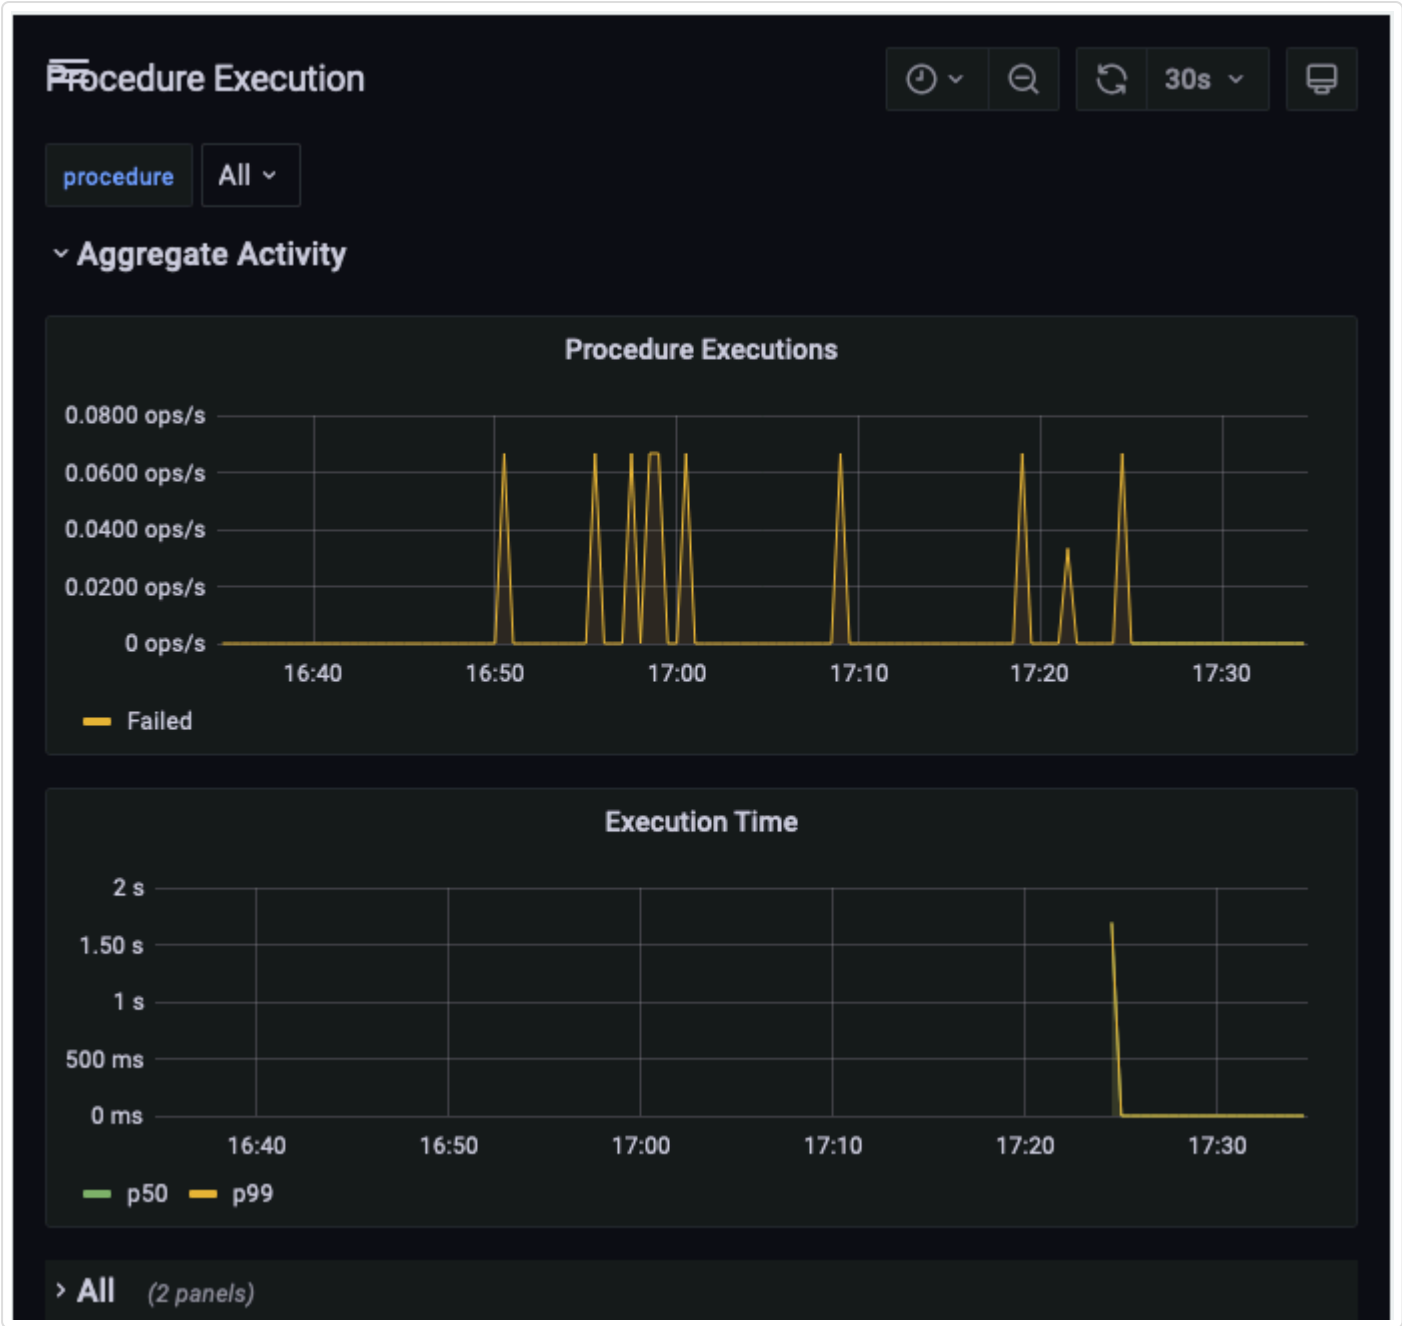 Procedure Execution
30s
procedure All
Aggregate Activity
Procedure Executions
0.0800 ops/s
0.0600 ops/s
0.0400 ops/s
0.0200 ops/s
0 ops/s
16:40 16:50 17:00 17:10 17:20 17:30
Failed
Execution Time
2 s
1.50 s
1 s
500 ms
0 ms
16:40 16:50 17:00 17:10 17:20 17:30
p50 p99
All (2 panels)